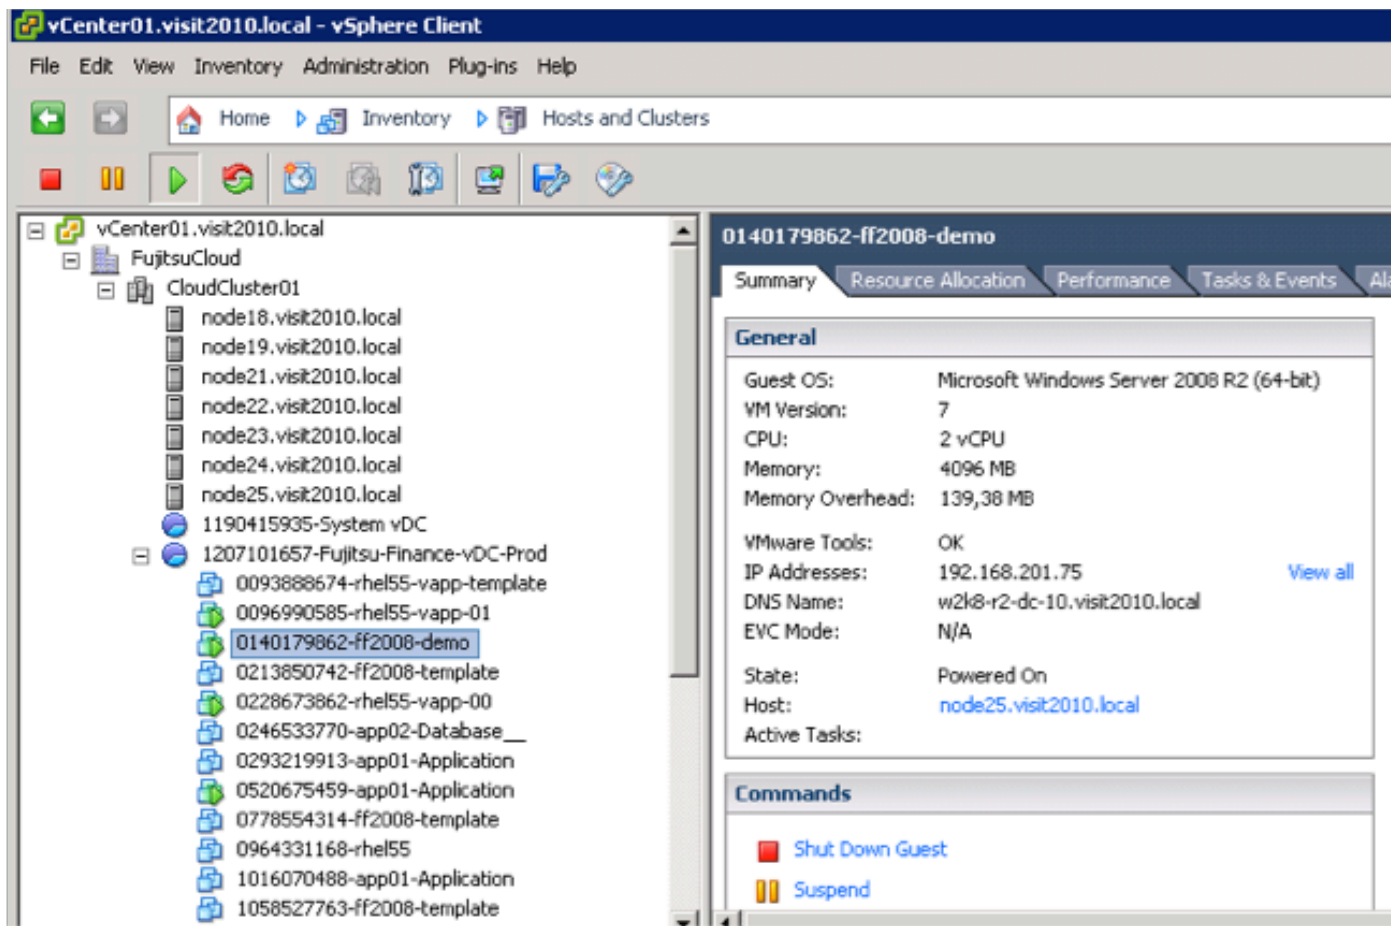 vCenter01.visit2010.local - vSphere Client
File Edit View Inventory Administration Plug-ins Help
Home Inventory Hosts and Clusters
vCenter01.visit2010.local
FujitsuCloud
CloudCluster01
node18.visit2010.local
node19.visit2010.local
node21.visit2010.local
node22.visit2010.local
node23.visit2010.local
node24.visit2010.local
node25.visit2010.local
1190415935-System vDC
1207101657-Fujitsu-Finance-vDC-Prod
0093888674-rhel55-vapp-template
0096990585-rhel55-vapp-01
0140179862-ff2008-demo
0213850742-ff2008-template
0228673862-rhel55-vapp-00
0246533770-app02-Database__
0293219913-app01-Application
0520675459-app01-Application
0778554314-ff2008-template
0964331168-rhel55
1016070488-app01-Application
1058527763-ff2008-template
0140179862-ff2008-demo
Summary Resource Allocation Performance Tasks & Events Ala
General
Guest OS: Microsoft Windows Server 2008 R2 (64-bit)
VM Version: 7
CPU: 2 vCPU
Memory: 4096 MB
Memory Overhead: 139,38 MB
VMware Tools: OK
IP Addresses: 192.168.201.75 View all
DNS Name: w2k8-r2-dc-10.visit2010.local
EVC Mode: N/A
State: Powered On
Host: node25.visit2010.local
Active Tasks:
Commands
Shut Down Guest
Suspend